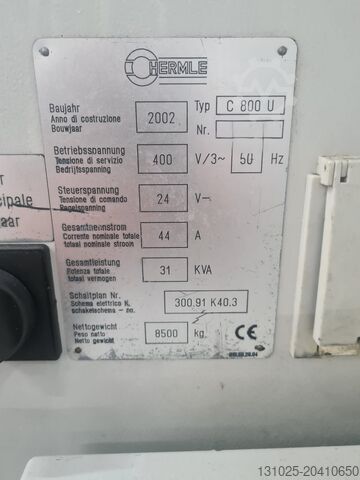 HERMLE
Baujahr
Anno di costruzione
Bouwjaar
2002
Typ C 800 U
Nr.
Betriebsspannung
Tensione di servizio
Bedrijfsspanning
400 V/3~ 50 Hz
Steuerspannung
Tensione di comando
Regelspanning
24 V
Gesamtnennstrom
Corrente nominale totale
totaal nominale stroom
44 A
Gesamtleistung
Potenza totale
totaal vermogen
31 KVA
Schaltplan Nr.
Schema elettrico N.
schakelschema - no.
300.91 K40.3
Nettogewicht
Peso netto
Netto gewicht
8500 kg
CE
r
cipale
aar
131025-20410650